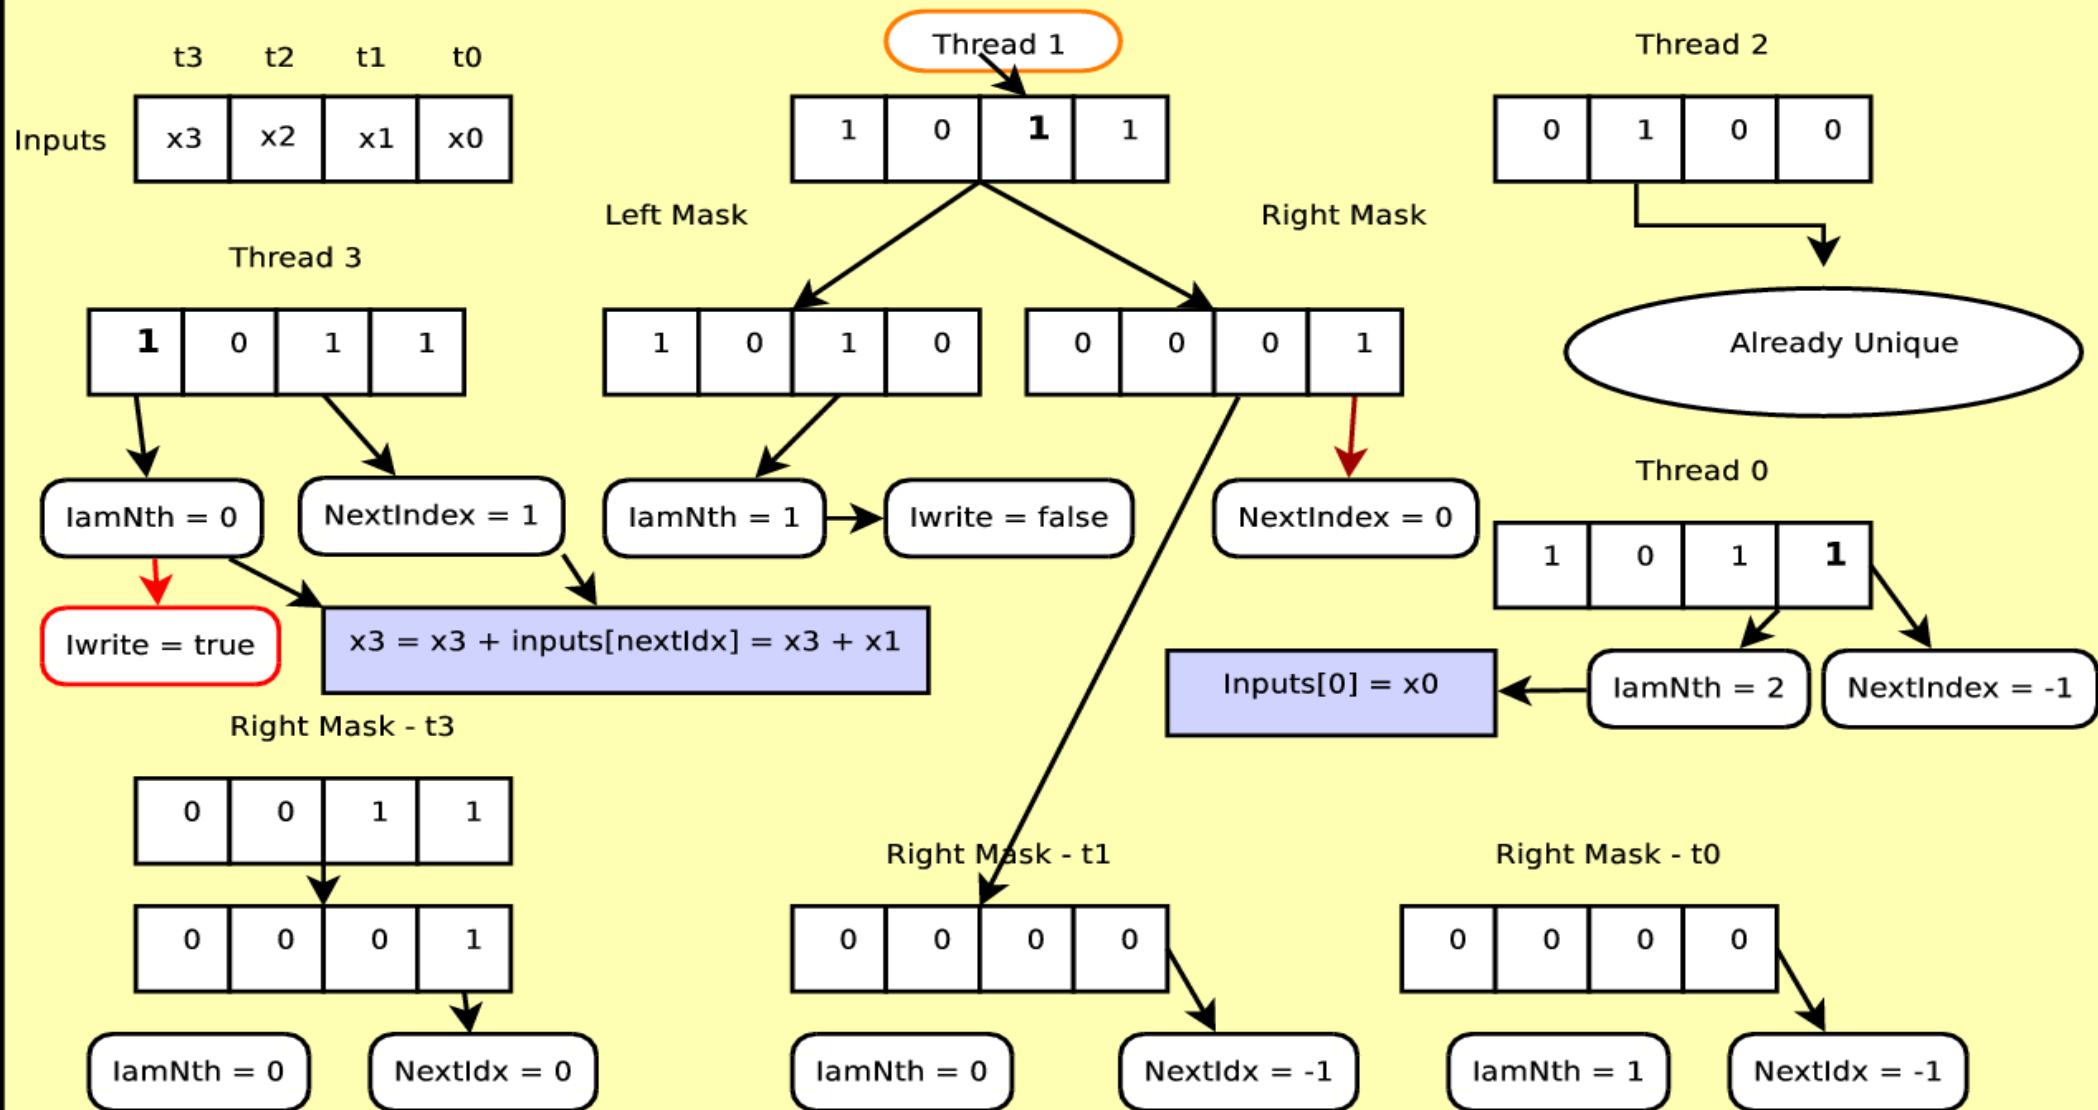 Thread 1
Thread 2
t3 t2 t1 t0
Inputs
x3 x2 x1 x0
1 0 1 1
0 1 0 0
Left Mask
Right Mask
Thread 3
1 0 1 1
1 0 1 0
0 0 0 1
Already Unique
IamNth = 0
NextIndex = 1
IamNth = 1
Iwrite = false
NextIndex = 0
Thread 0
1 0 1 1
Iwrite = true
x3 = x3 + inputs[nextIdx] = x3 + x1
Inputs[0] = x0
IamNth = 2
NextIndex = -1
Right Mask - t3
0 0 1 1
Right Mask - t1
Right Mask - t0
0 0 0 1
0 0 0 0
0 0 0 0
IamNth = 0
NextIdx = 0
IamNth = 0
NextIdx = -1
IamNth = 1
NextIdx = -1